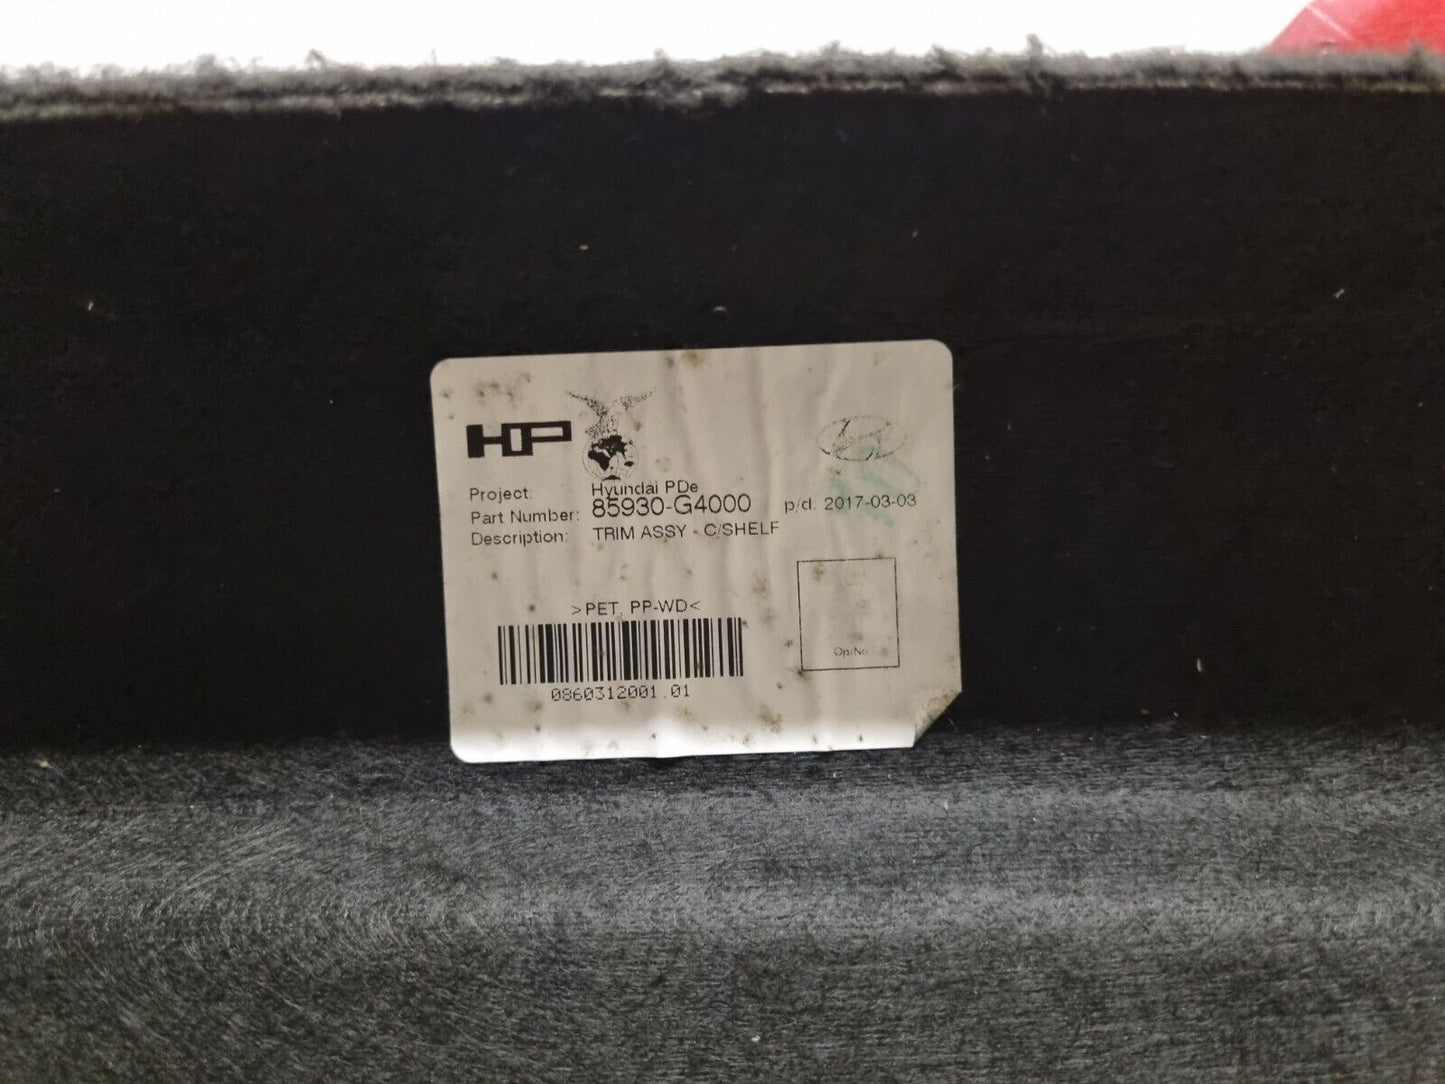 HP
Project: Hyundai PDe
Part Number: 85930-G4000 p/d: 2017-03-03
Description: TRIM ASSY - C/SHELF
>PET, PP-WD<
0860312001.01
Op/No